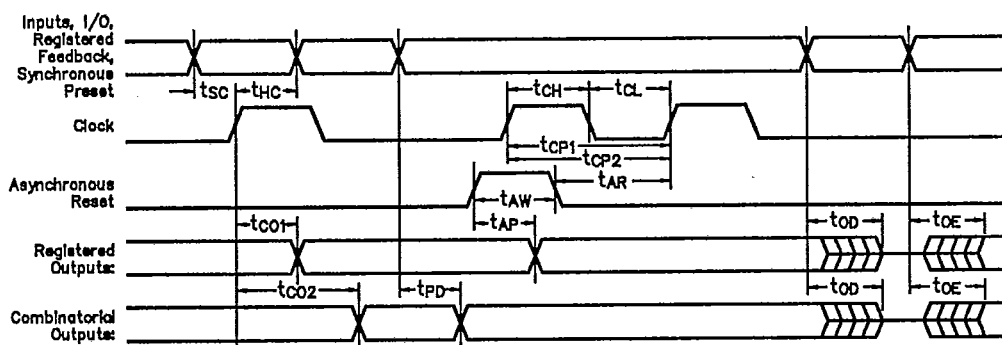 Inputs, I/O,
Registered
Feedback,
Synchronous
Preset
tSC
tHC
tCH
tCL
Clock
tCP1
tCP2
tAR
Asynchronous
Reset
tAW
tAP
tCO1
tOD
tOE
Registered
Outputs:
tCO2
tPD
tOD
tOE
Combinatorial
Outputs: